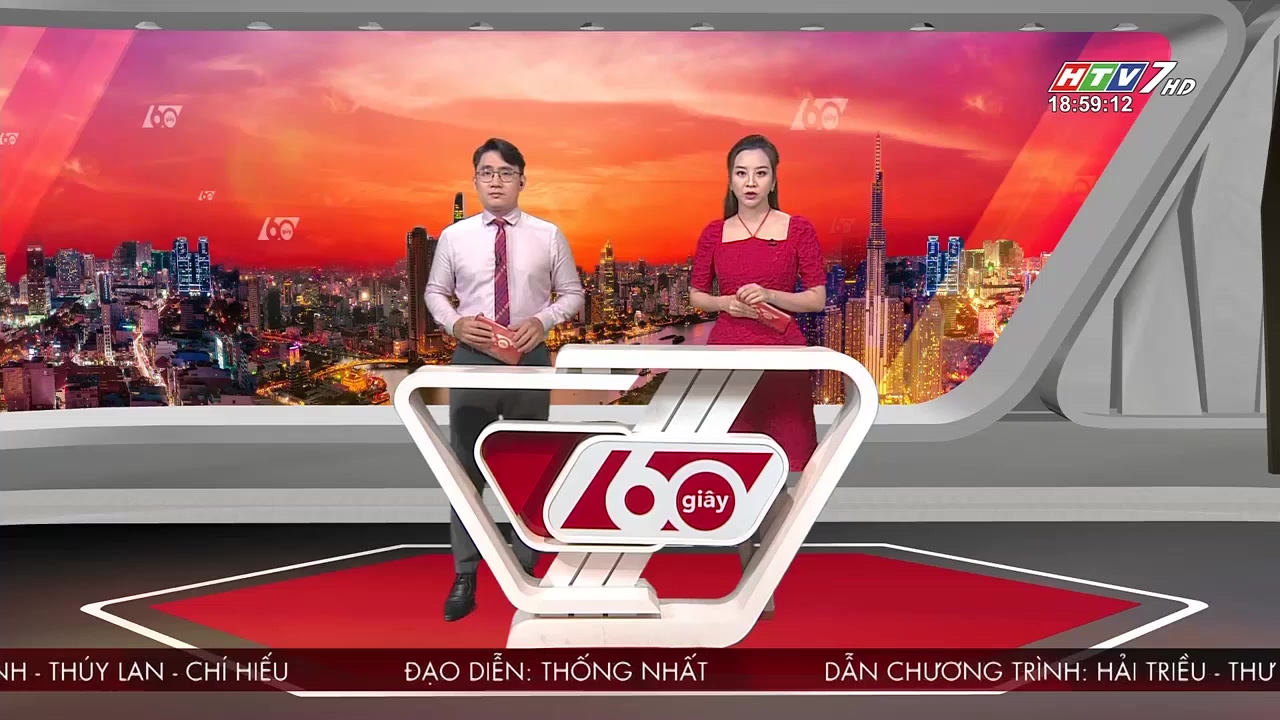 HTV7 HD
18:59:12
60 giây
NH - THÚY LAN - CHÍ HIẾU ĐẠO DIỄN: THỐNG NHẤT DẪN CHƯƠNG TRÌNH: HẢI TRIỀU - THƯ